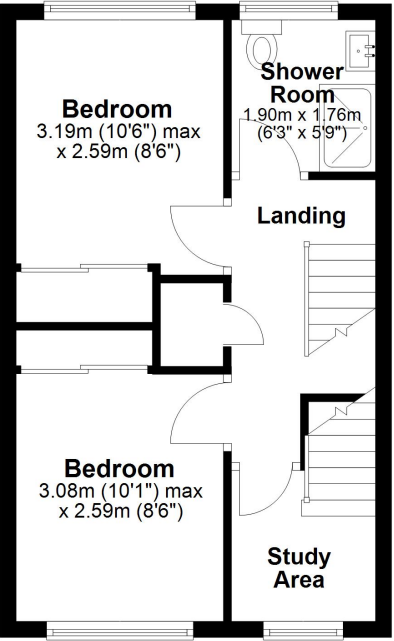 Bedroom
3.19m (10'6") max
x 2.59m (8'6")
Shower
Room
1.90m x 1.76m
(6'3" x 5'9")
Landing
Bedroom
3.08m (10'1") max
x 2.59m (8'6")
Study
Area